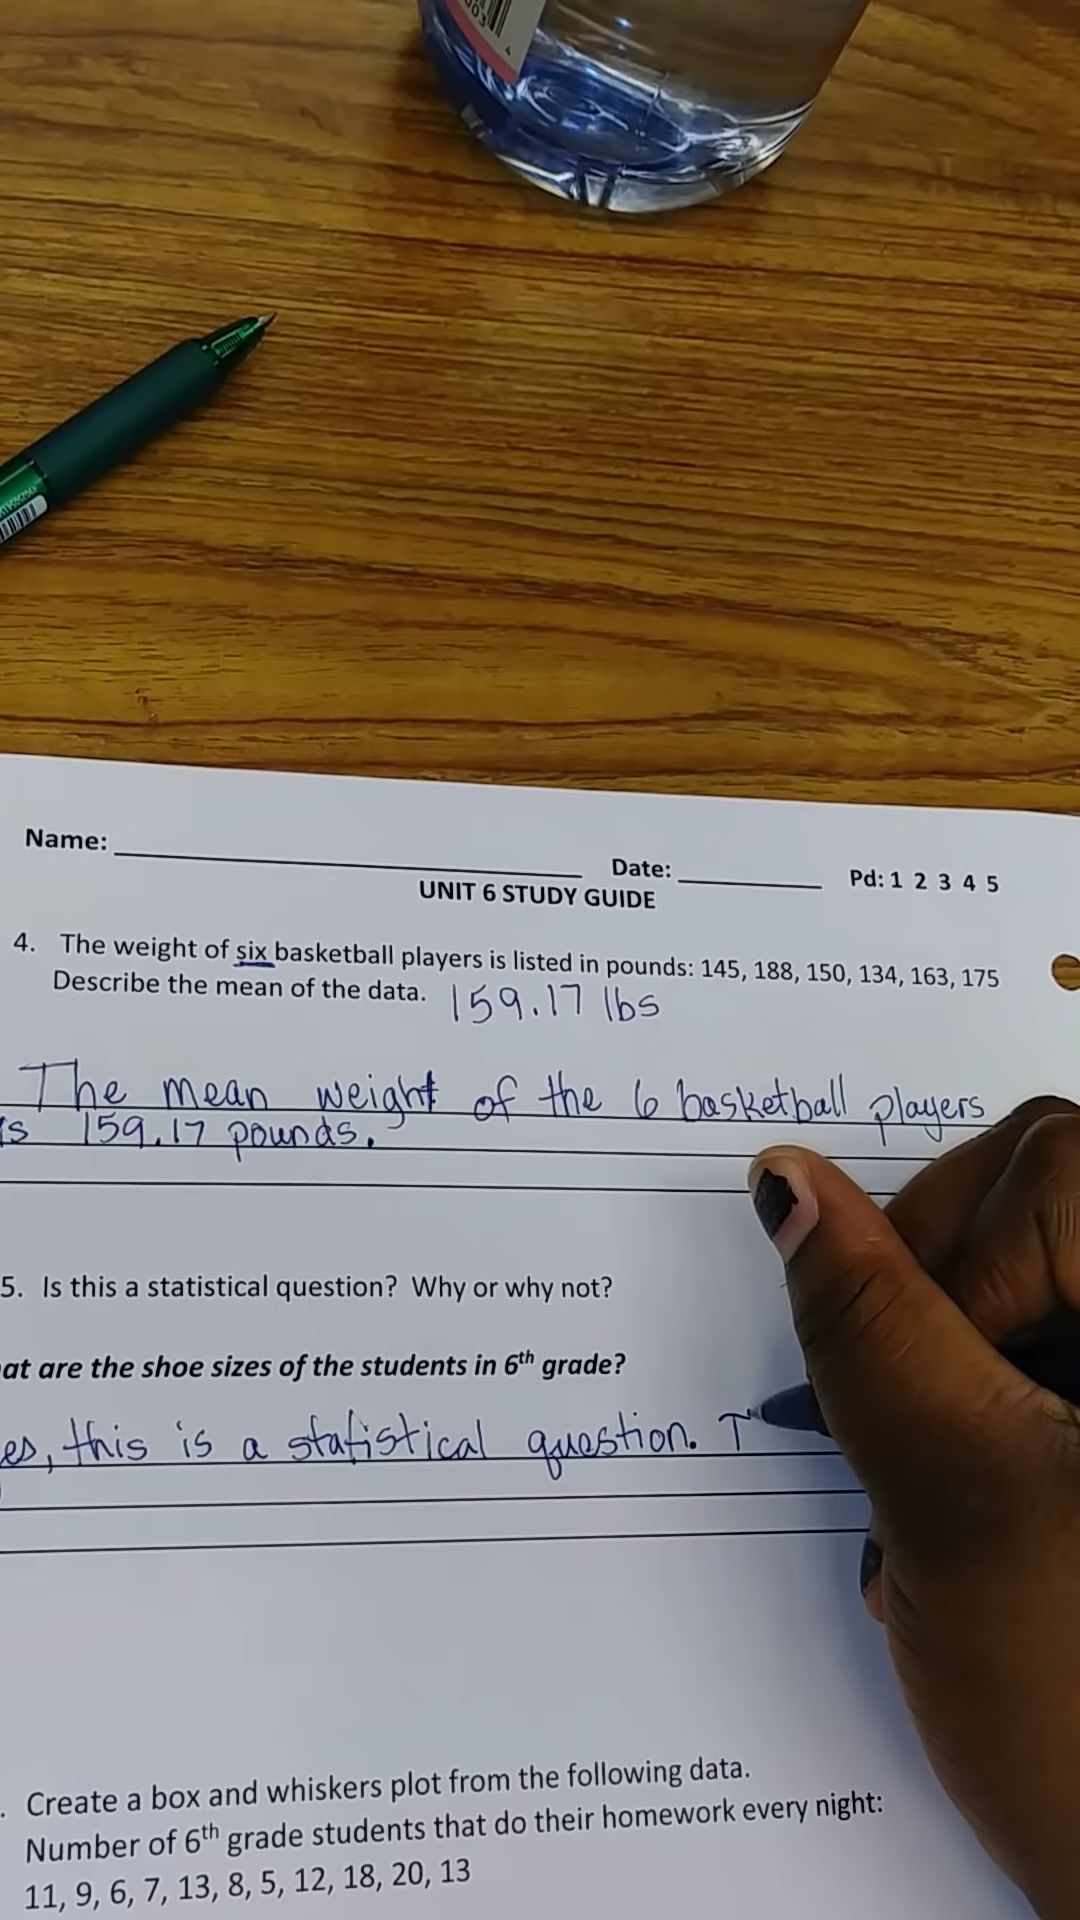 003
4
Name: Date: Pd: 1 2 3 4 5
UNIT 6 STUDY GUIDE
4. The weight of six basketball players is listed in pounds: 145, 188, 150, 134, 163, 175
Describe the mean of the data. 159.17 lbs
The mean weight of the 6 basketball players
is 159.17 pounds.
5. Is this a statistical question? Why or why not?
at are the shoe sizes of the students in 6th grade?
es, this is a statistical question. T
. Create a box and whiskers plot from the following data.
Number of 6th grade students that do their homework every night:
11, 9, 6, 7, 13, 8, 5, 12, 18, 20, 13